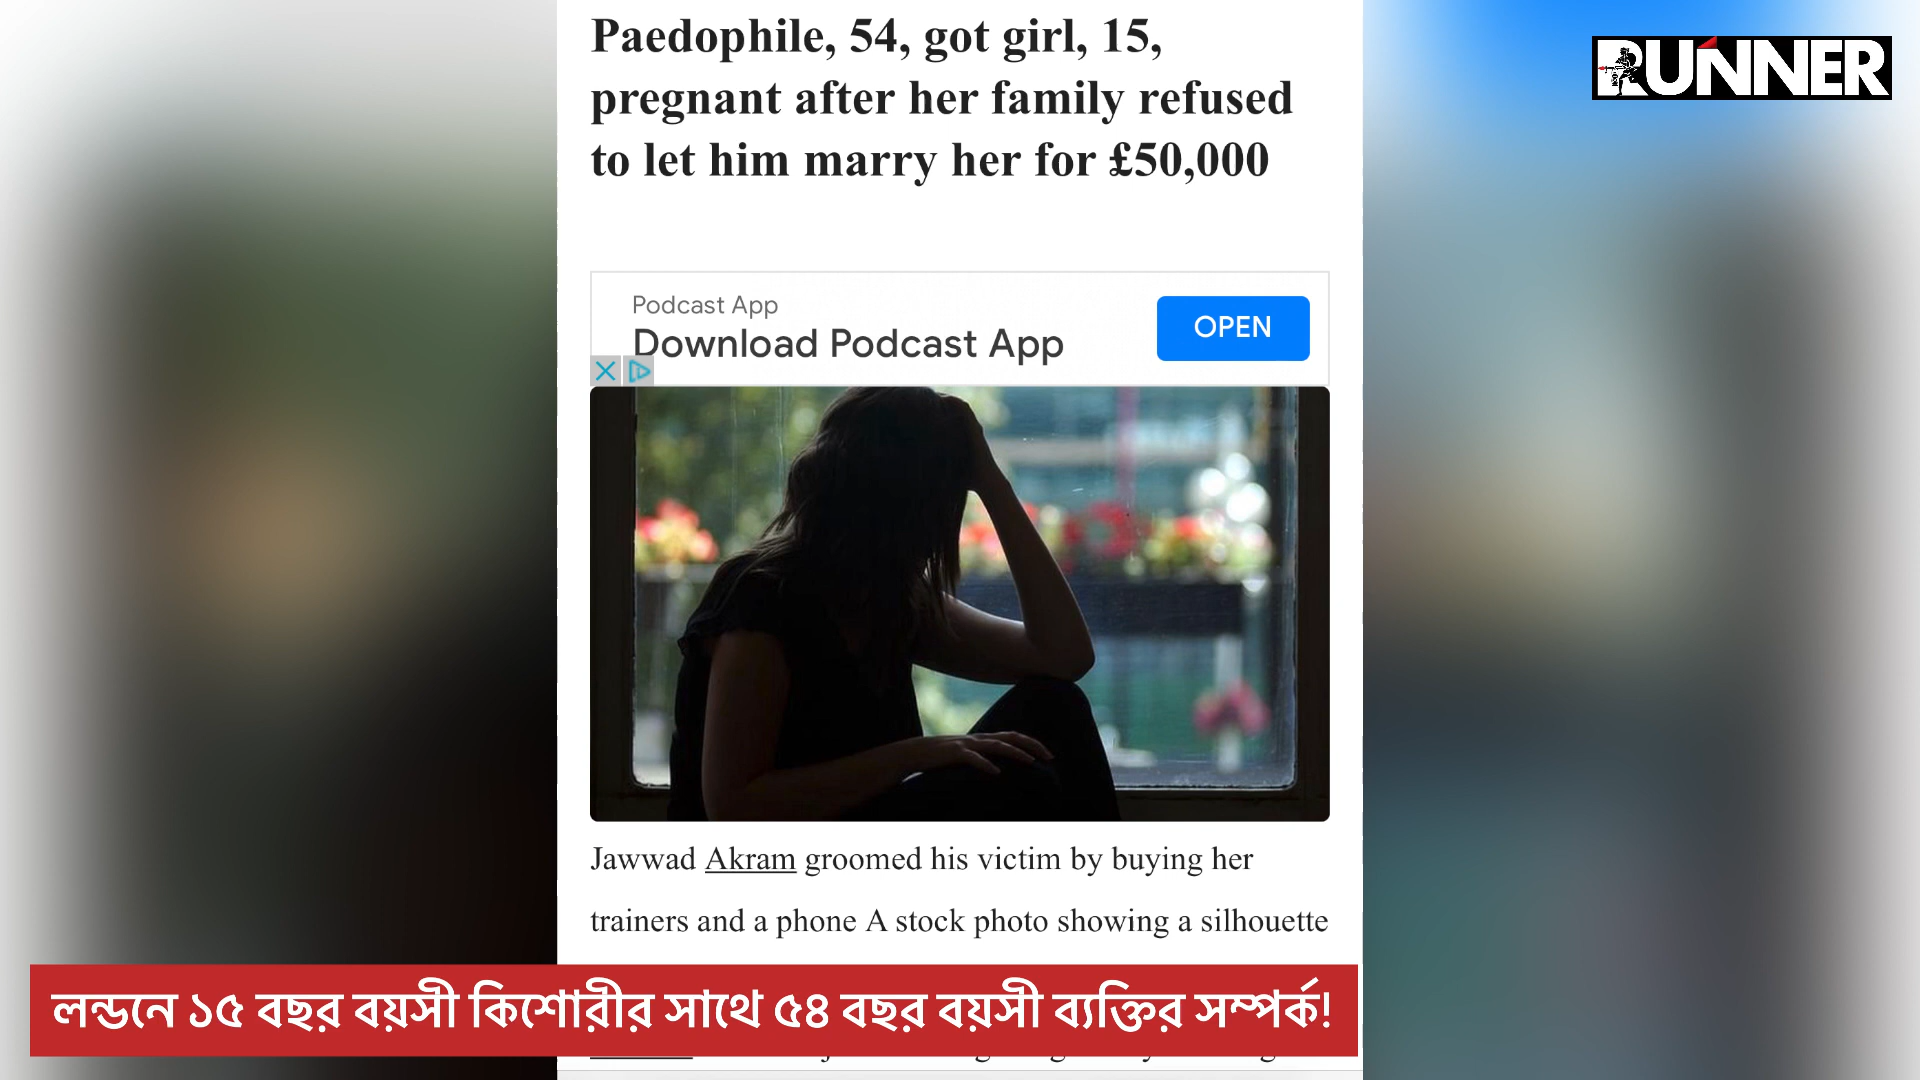 Paedophile, 54, got girl, 15,
pregnant after her family refused
to let him marry her for £50,000
RUNNER
Podcast App
Download Podcast App
OPEN
Jawwad Akram groomed his victim by buying her
trainers and a phone A stock photo showing a silhouette
লন্ডনে ১৫ বছর বয়সী কিশোরীর সাথে ৫৪ বছর বয়সী ব্যক্তির সম্পর্ক!